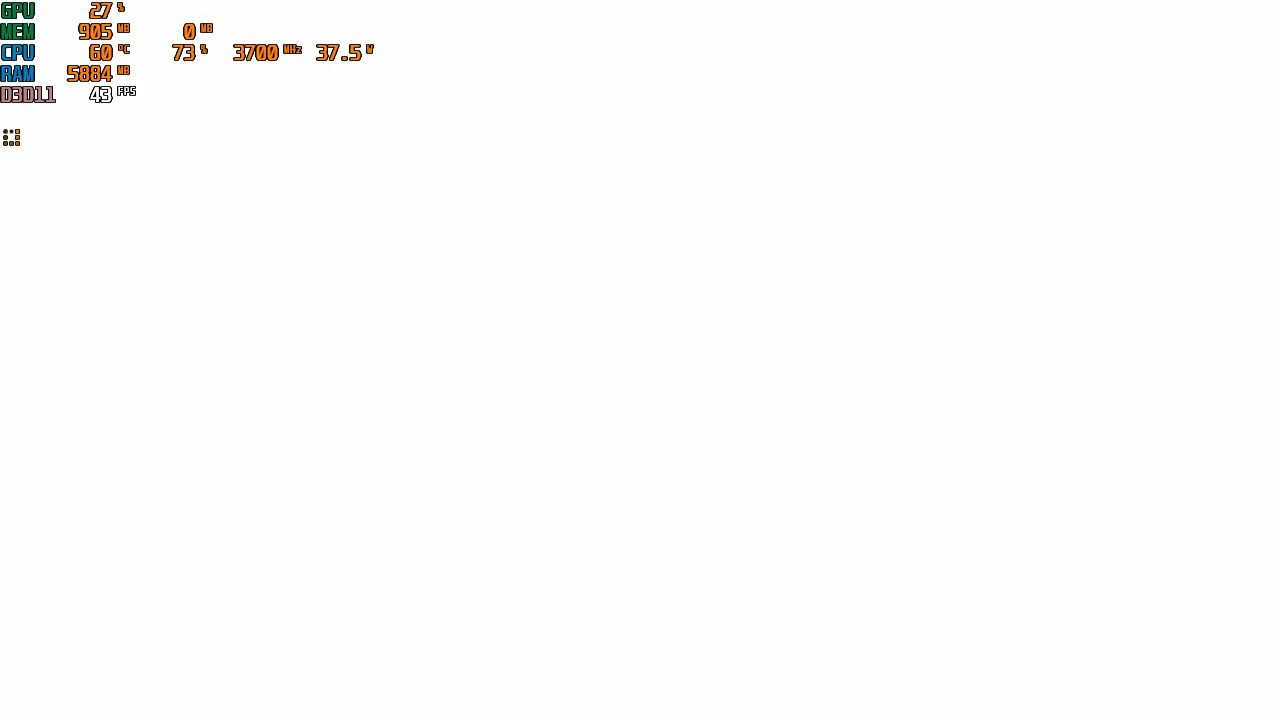 GPU 27 %
MEM 905 MB 0 MB
CPU 60 °C 73 % 3700 MHz 37.5 W
RAM 5884 MB
D3D11 43 FPS